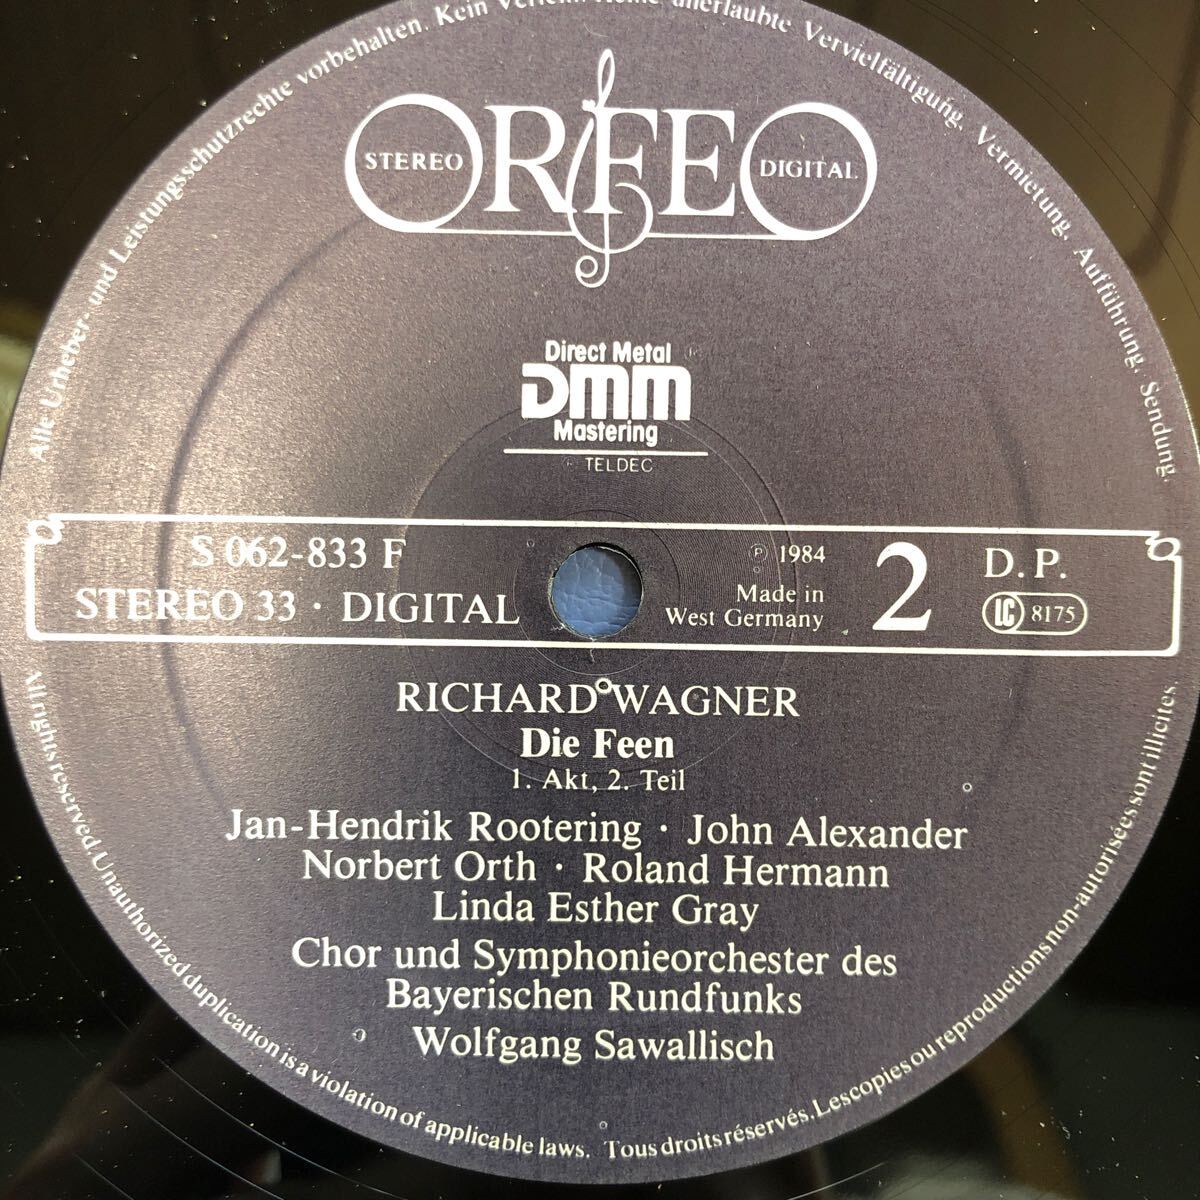 Alle Urheber- und Leistungsschutzrechte vorbehalten. Kein Verleih. Keine unerlaubte Vervielfältigung, Vermietung, Aufführung, Sendung.
ORFEO
STEREO
DIGITAL
Direct Metal
DMM
Mastering
TELDEC
S 062-833 F
STEREO 33 · DIGITAL
℗ 1984
Made in
West Germany
2
D.P.
LC 8175
RICHARD WAGNER
Die Feen
1. Akt, 2. Teil
Jan-Hendrik Rootering · John Alexander
Norbert Orth · Roland Hermann
Linda Esther Gray
Chor und Symphonieorchester des
Bayerischen Rundfunks
Wolfgang Sawallisch
All rights reserved. Unauthorized duplication is a violation of applicable laws. Tous droits réservés. Les copies ou reproductions non-autorisées sont illicites.